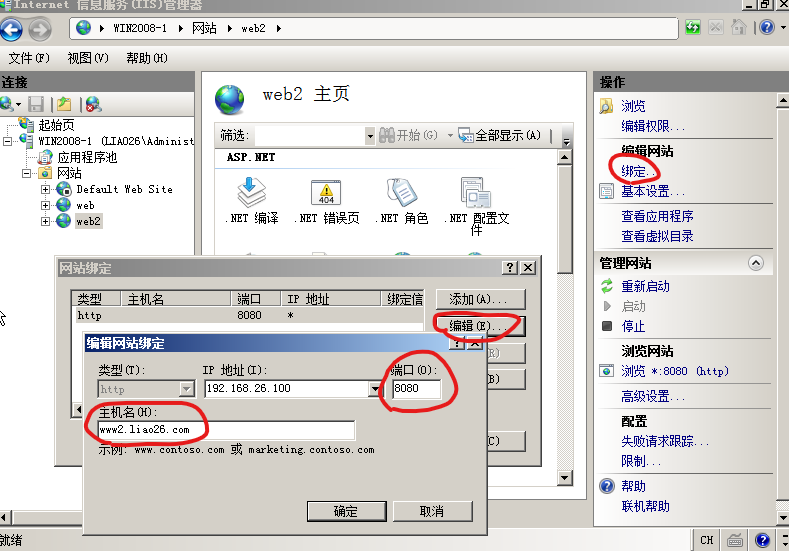 Internet 信息服务(IIS)管理器
WIN2008-1 网站 web2
文件(F) 视图(V) 帮助(H)
连接
起始页
WIN2008-1 (LIAO26\Administ
应用程序池
网站
Default Web Site
web
web2
web2 主页
筛选: 开始(G) 全部显示(A)
ASP.NET
404
.NET 编译 .NET 错误页 .NET 角色 .NET 配置文件
网站绑定
? ×
类型 主机名 端口 IP 地址 绑定信
http 8080 *
添加(A)...
编辑(E)...
R)
B)
C)
编辑网站绑定
? ×
类型(T): IP 地址(I): 端口(O):
http 192.168.26.100 8080
主机名(H):
www2.liao26.com
示例: www.contoso.com 或 marketing.contoso.com
确定 取消
操作
浏览
编辑权限...
编辑网站
绑定...
基本设置...
查看应用程序
查看虚拟目录
管理网站
重新启动
启动
停止
浏览网站
浏览 *:8080 (http)
高级设置...
配置
失败请求跟踪...
限制...
帮助
联机帮助
就绪
CH